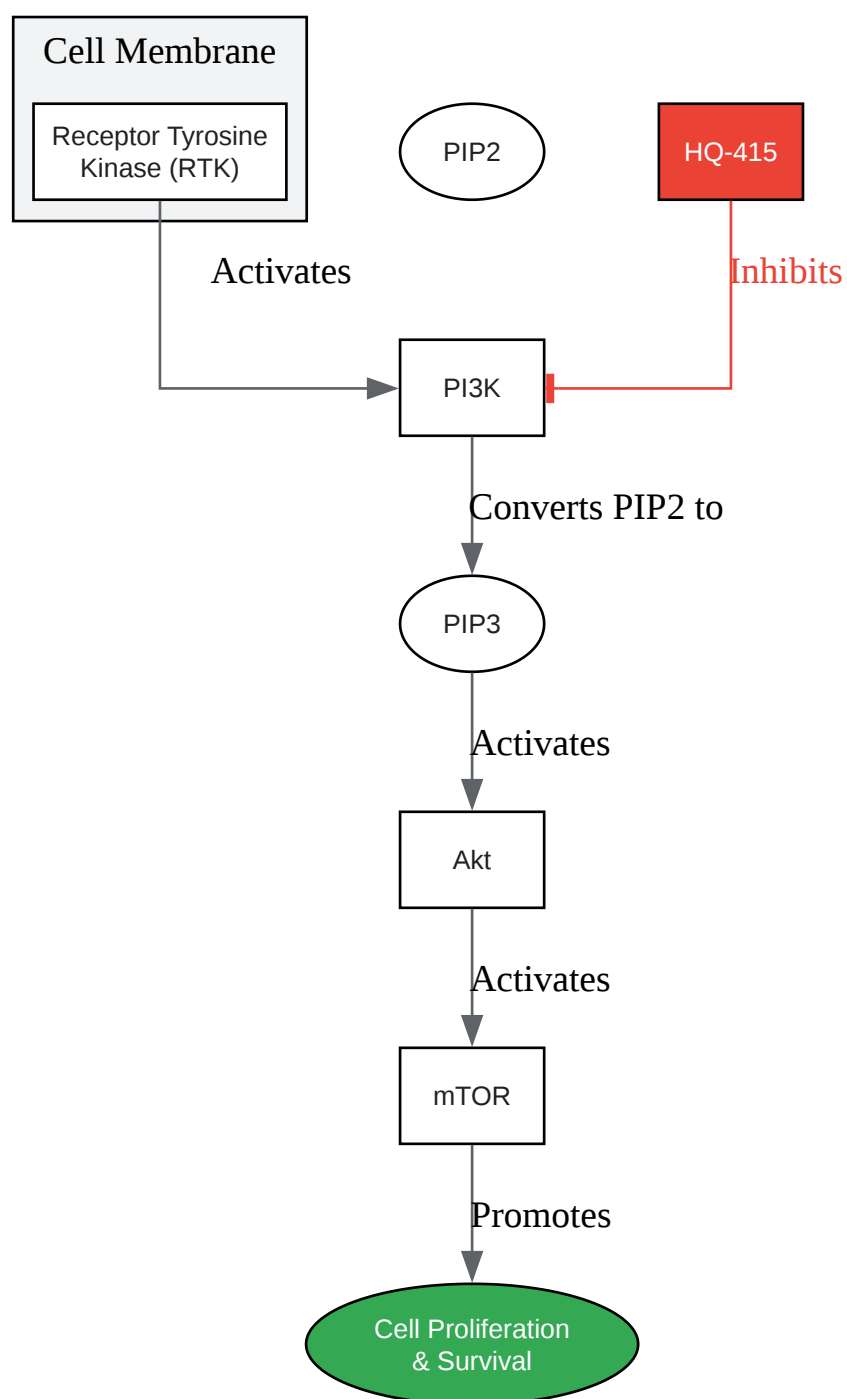 Cell Membrane
Receptor Tyrosine
Kinase (RTK)
PIP2
HQ-415
Activates
Inhibits
PI3K
Converts PIP2 to
PIP3
Activates
Akt
Activates
mTOR
Promotes
Cell Proliferation
& Survival